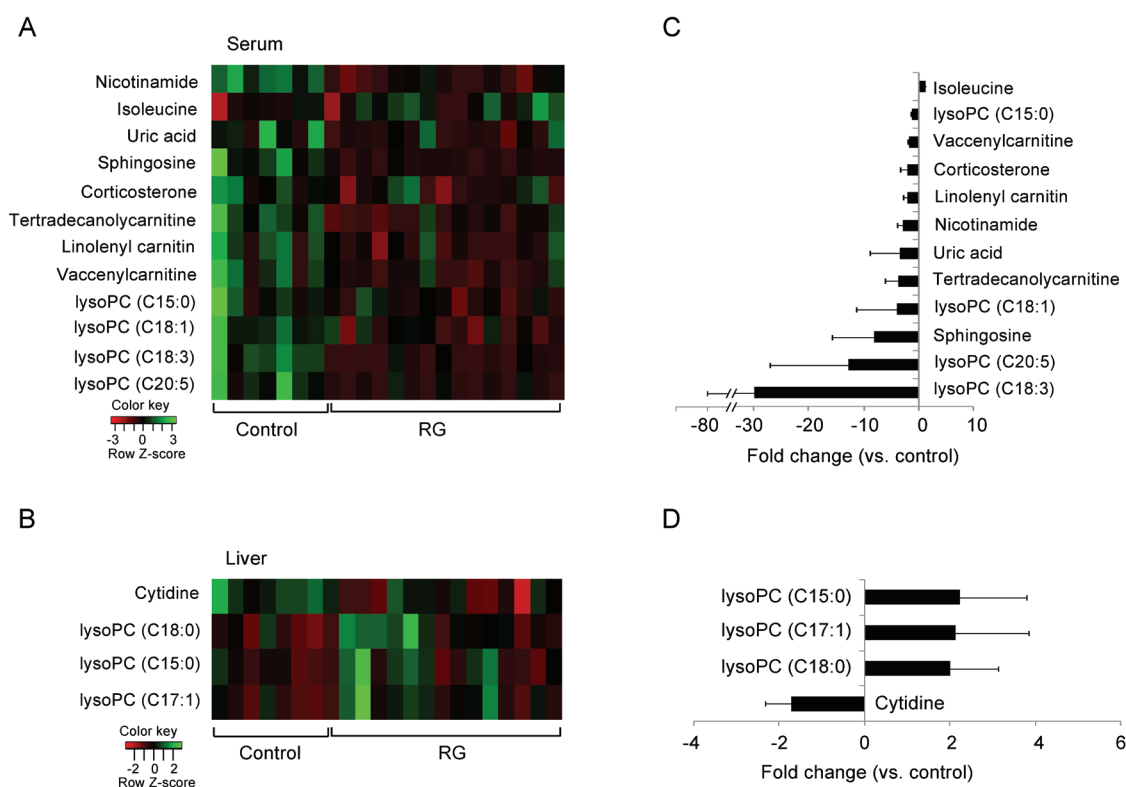 A
Serum
Nicotinamide
Isoleucine
Uric acid
Sphingosine
Corticosterone
Tertradecanolycarnitine
Linolenyl carnitin
Vaccenylcarnitine
lysoPC (C15:0)
lysoPC (C18:1)
lysoPC (C18:3)
lysoPC (C20:5)
Color key
-3 0 3
Row Z-score
Control RG
C
Isoleucine
lysoPC (C15:0)
Vaccenylcarnitine
Corticosterone
Linolenyl carnitin
Nicotinamide
Uric acid
Tertradecanolycarnitine
lysoPC (C18:1)
Sphingosine
lysoPC (C20:5)
lysoPC (C18:3)
-80 -30 -20 -10 0 10
Fold change (vs. control)
B
Liver
Cytidine
lysoPC (C18:0)
lysoPC (C15:0)
lysoPC (C17:1)
Color key
-2 0 2
Row Z-score
Control RG
D
lysoPC (C15:0)
lysoPC (C17:1)
lysoPC (C18:0)
Cytidine
-4 -2 0 2 4 6
Fold change (vs. control)